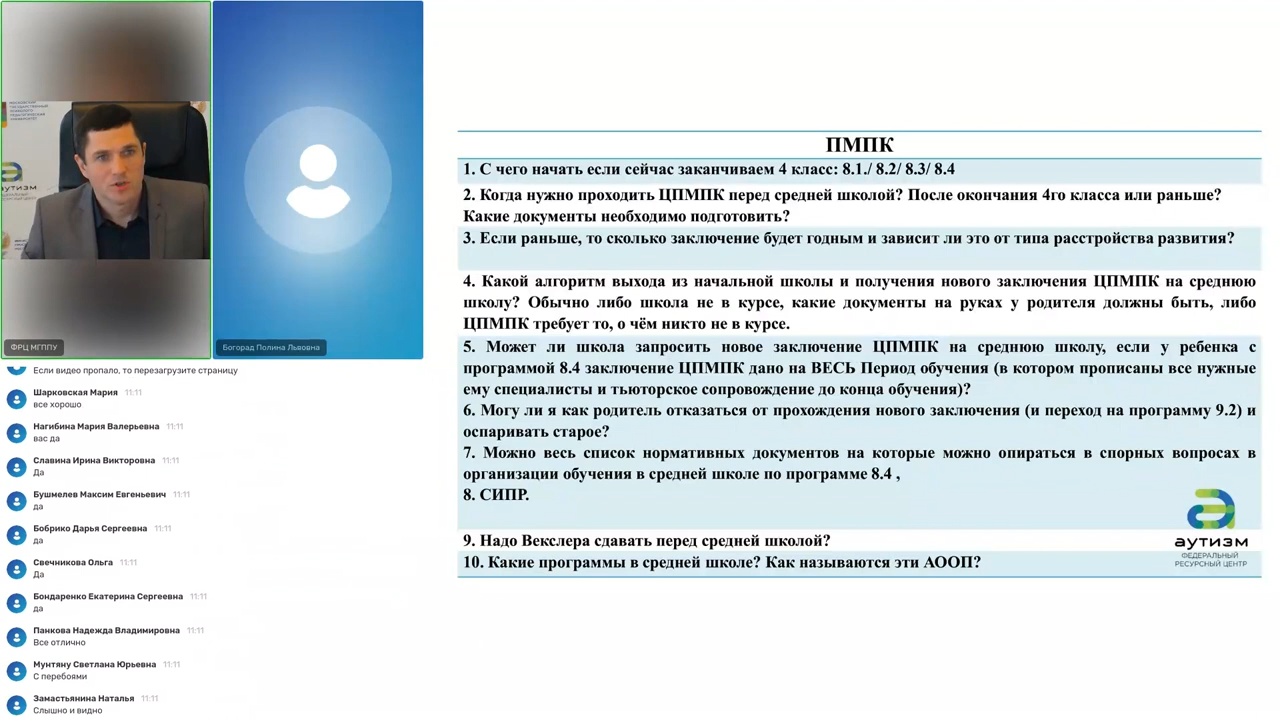 МОСКОВСКИЙ
ГОСУДАРСТВЕННЫЙ
ПСИХОЛОГО-
ПЕДАГОГИЧЕСКИЙ
УНИВЕРСИТЕТ
аутизм
ФРЦ МГППУ
Богорад Полина Львовна
Если видео пропало, то перезагрузите страницу
Шарковская Мария 11:11
все хорошо
Нагибина Мария Валерьевна 11:11
вас да
Славина Ирина Викторовна 11:11
Да
Бушмелев Максим Евгеньевич 11:11
да
Бобрико Дарья Сергеевна 11:11
да
Свечникова Ольга 11:11
Да
Бондаренко Екатерина Сергеевна 11:11
да
Панкова Надежда Владимировна 11:11
Все отлично
Мунтяну Светлана Юрьевна 11:11
С перебоями
Замастьянина Наталья 11:11
Слышно и видно
ПМПК
1. С чего начать если сейчас заканчиваем 4 класс: 8.1./ 8.2/ 8.3/ 8.4
2. Когда нужно проходить ЦПМПК перед средней школой? После окончания 4го класса или раньше?
Какие документы необходимо подготовить?
3. Если раньше, то сколько заключение будет годным и зависит ли это от типа расстройства развития?
4. Какой алгоритм выхода из начальной школы и получения нового заключения ЦПМПК на среднюю
школу? Обычно либо школа не в курсе, какие документы на руках у родителя должны быть, либо
ЦПМПК требует то, о чём никто не в курсе.
5. Может ли школа запросить новое заключение ЦПМПК на среднюю школу, если у ребенка с
программой 8.4 заключение ЦПМПК дано на ВЕСЬ Период обучения (в котором прописаны все нужные
ему специалисты и тьюторское сопровождение до конца обучения)?
6. Могу ли я как родитель отказаться от прохождения нового заключения (и переход на программу 9.2) и
оспаривать старое?
7. Можно весь список нормативных документов на которые можно опираться в спорных вопросах в
организации обучения в средней школе по программе 8.4 ,
8. СИПР.
9. Надо Векслера сдавать перед средней школой?
10. Какие программы в средней школе? Как называются эти АООП?
аутизм
ФЕДЕРАЛЬНЫЙ
РЕСУРСНЫЙ ЦЕНТР